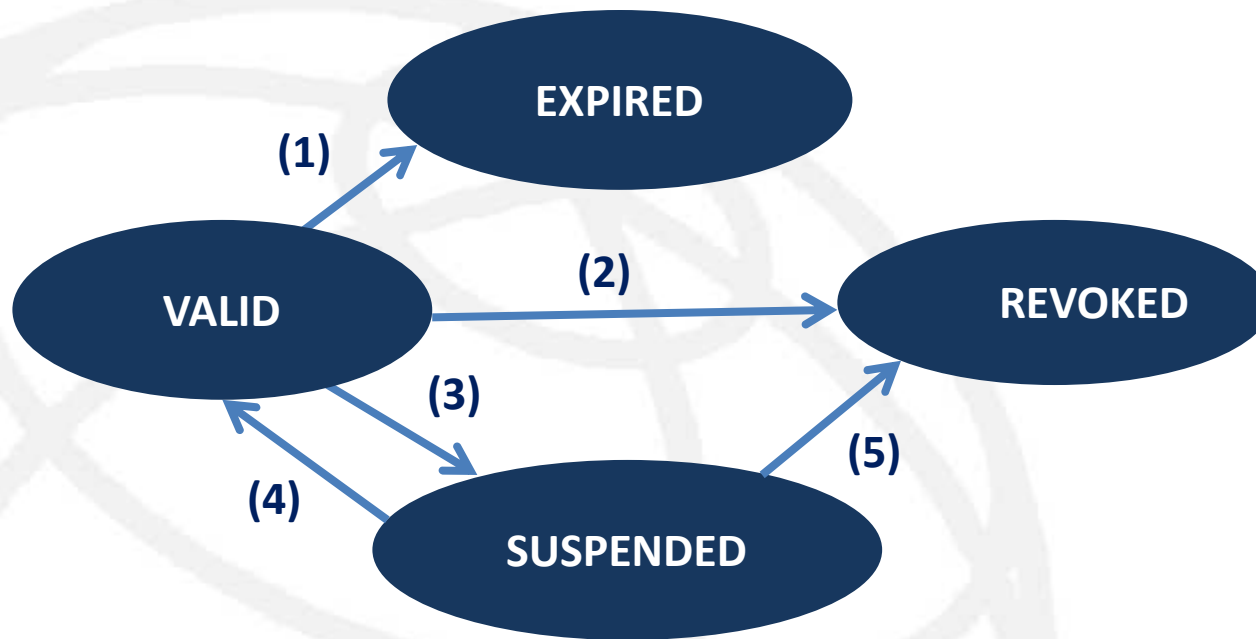 EXPIRED
(1)
(2)
VALID
REVOKED
(3)
(5)
(4)
SUSPENDED